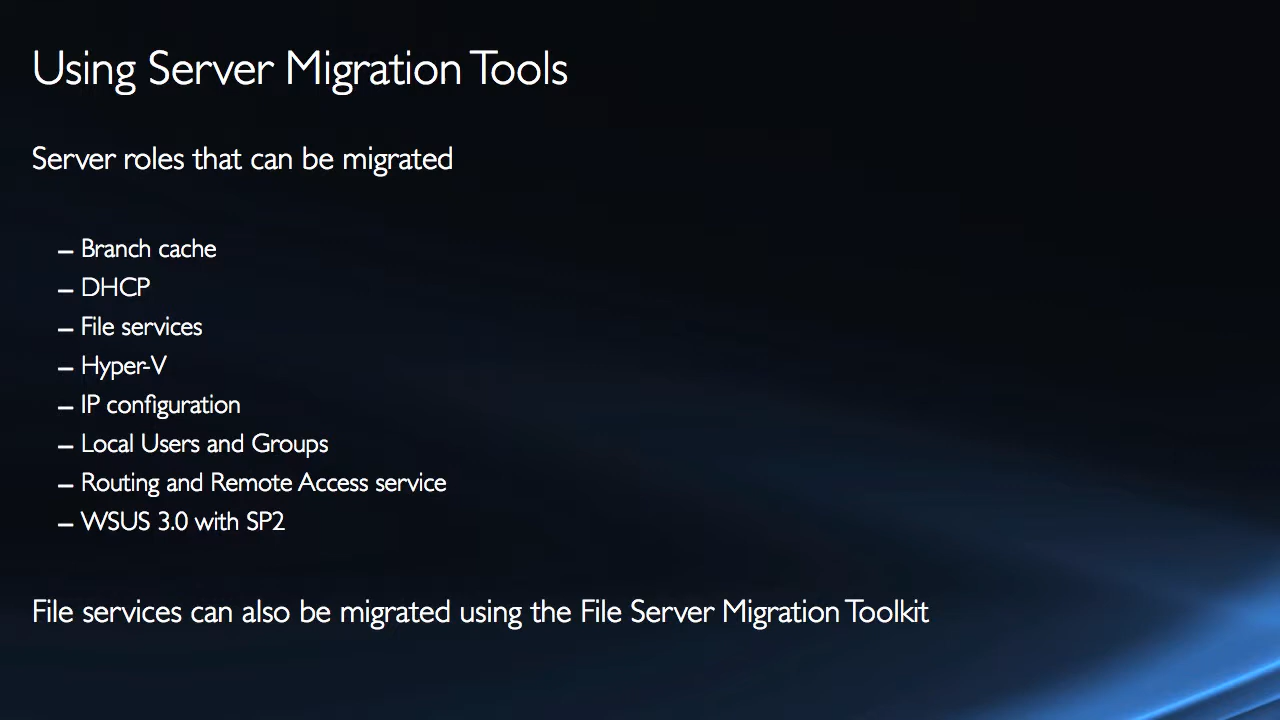 Using Server Migration Tools
Server roles that can be migrated
– Branch cache
– DHCP
– File services
– Hyper-V
– IP configuration
– Local Users and Groups
– Routing and Remote Access service
– WSUS 3.0 with SP2
File services can also be migrated using the File Server Migration Toolkit